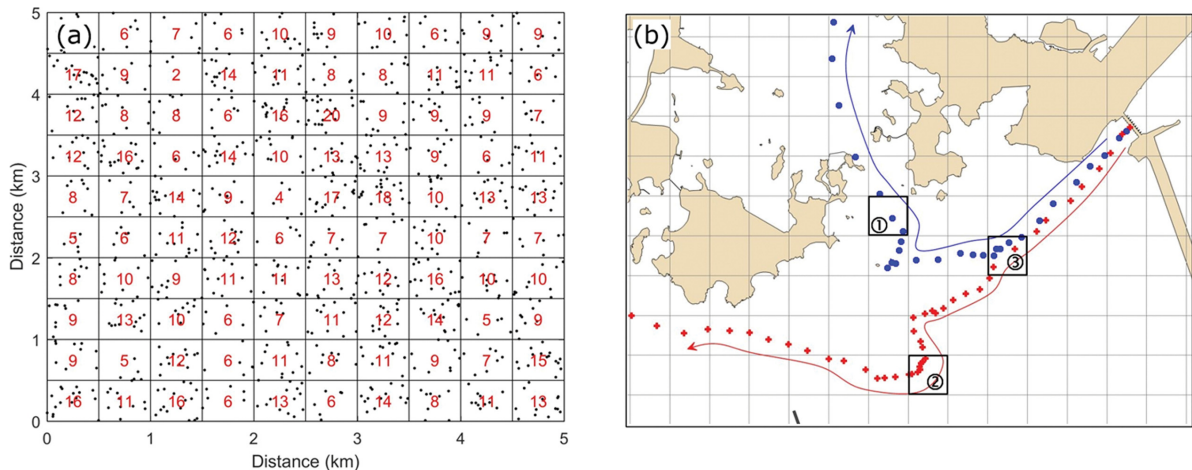 (a)
5
6 7 6 10 9 10 6 9 9
17 9 2 14 11 8 8 11 11 6
4
12 8 8 6 16 20 9 9 9 7
12 16 6 14 10 13 13 9 6 11
3
8 7 14 9 4 17 18 10 13 13
5 6 11 12 6 7 7 10 7 7
2
8 10 9 11 11 13 12 16 10 10
9 13 10 6 7 11 12 14 5 9
1
9 5 12 6 11 8 11 9 7 15
16 11 16 6 13 6 14 8 11 13
0
0 1 2 3 4 5
Distance (km)
Distance (km)
(b)
①
③
②